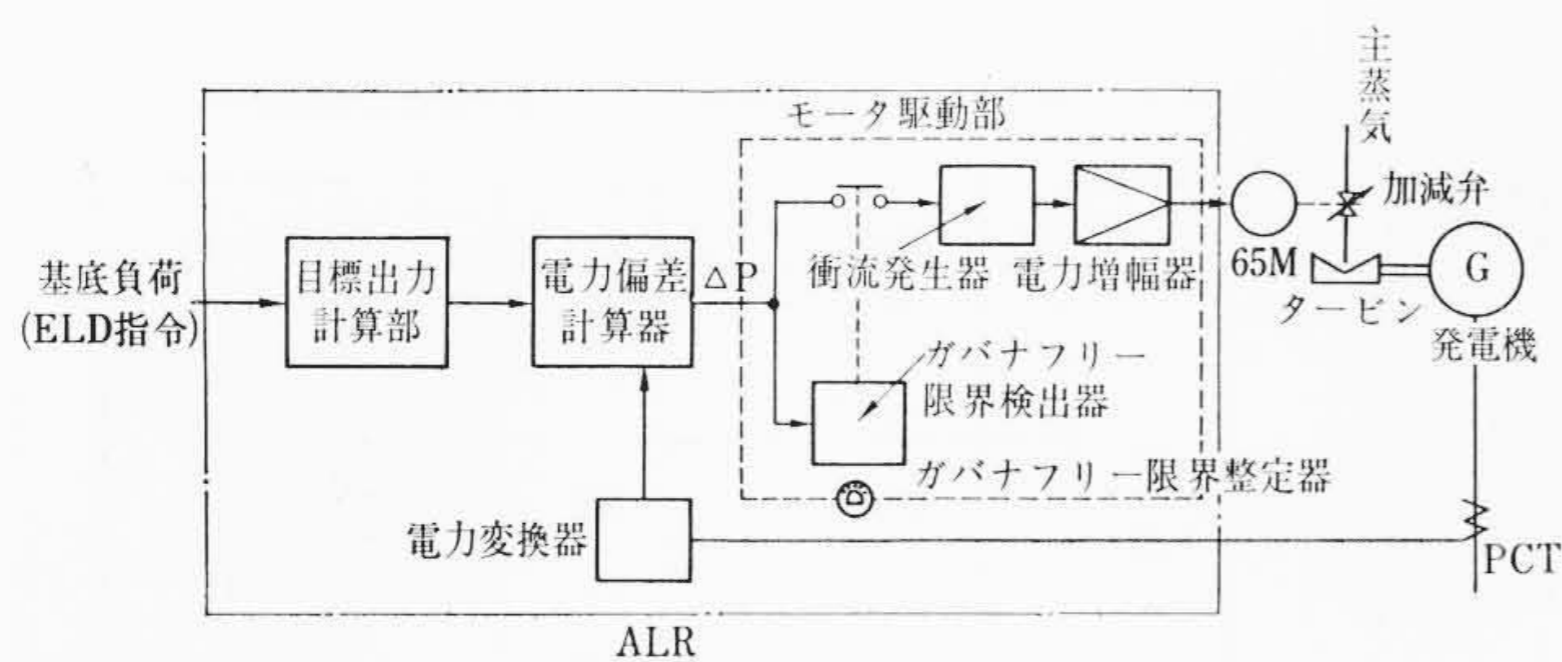 主蒸気
モータ駆動部
加減弁
基底負荷
(ELD指令)
目標出力
計算部
電力偏差
計算器
ΔP
衝流発生器
電力増幅器
65M
タービン
G
発電機
ガバナフリー
限界検出器
ガバナフリー限界整定器
電力変換器
PCT
ALR